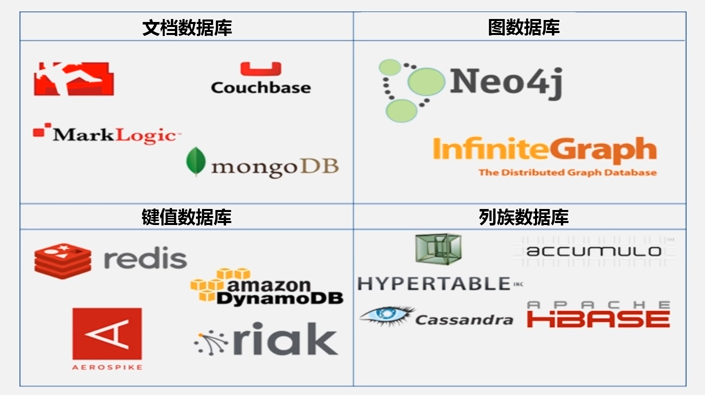 文档数据库
图数据库
Couchbase
MarkLogic
mongoDB
Neo4j
InfiniteGraph
The Distributed Graph Database
键值数据库
列族数据库
redis
amazon
DynamoDB
AEROSPIKE
riak
accumulo
HYPERTABLE INC
Cassandra
APACHE
HBASE